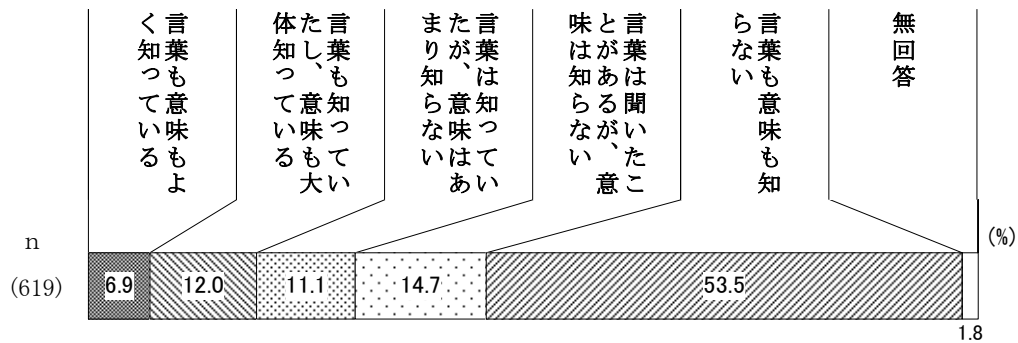 言葉も意味もよ
く知っている
言葉も知ってい
たし、意味も大
体知っている
言葉は知ってい
たが、意味はあ
まり知らない
言葉は聞いたこ
とがあるが、意
味は知らない
言葉も意味も知
らない
無回答
(%)
n
(619)
6.9
12.0
11.1
14.7
53.5
1.8